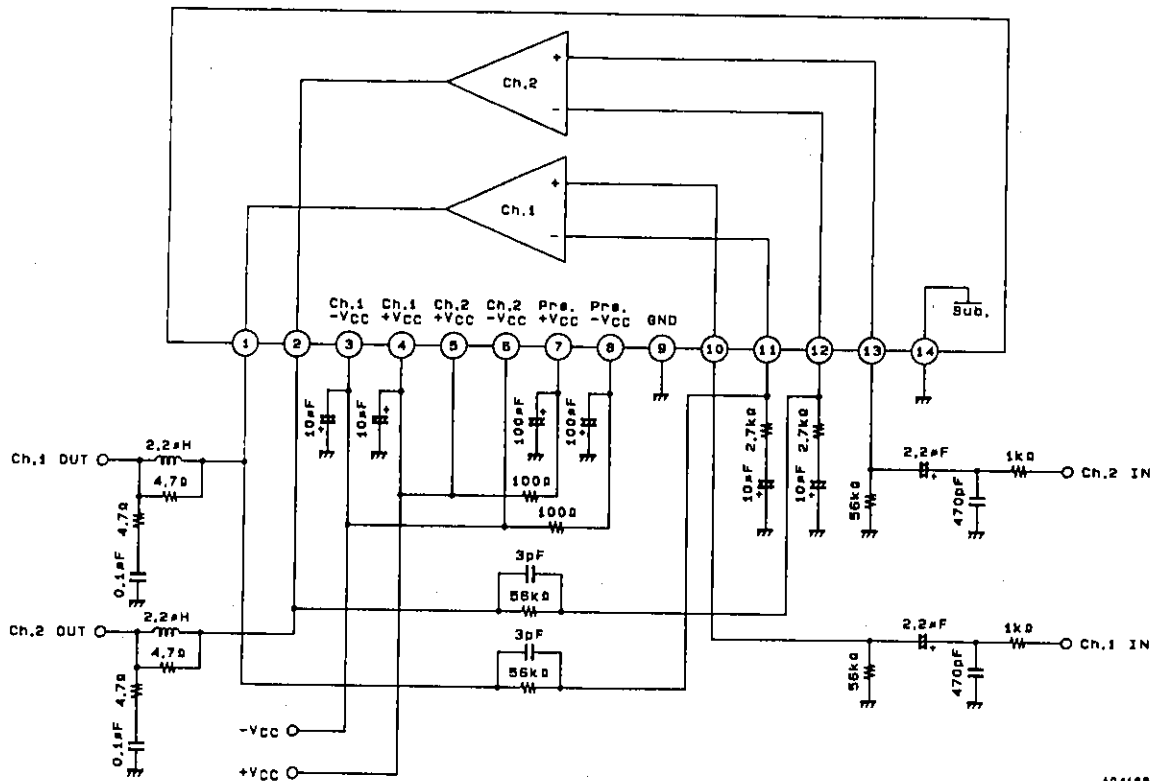 Ch.2
+
-
Ch.1
+
-
Ch.1 Ch.1 Ch.2 Ch.2 Pre. Pre. GND
-VCC +VCC +VCC -VCC +VCC -VCC
Sub.
1 2 3 4 5 6 7 8 9 10 11 12 13 14
10µF
+
10µF
+
100µF
+
100µF
+
2.7kΩ
2.7kΩ
10µF
+
10µF
+
Ch.1 OUT
2.2µH
4.7Ω
4.7Ω
0.1µF
100Ω
100Ω
2.2µF
+
1kΩ
Ch.2 IN
56kΩ
470pF
3pF
56kΩ
Ch.2 OUT
2.2µH
4.7Ω
4.7Ω
0.1µF
3pF
56kΩ
2.2µF
+
1kΩ
Ch.1 IN
56kΩ
470pF
-VCC
+VCC